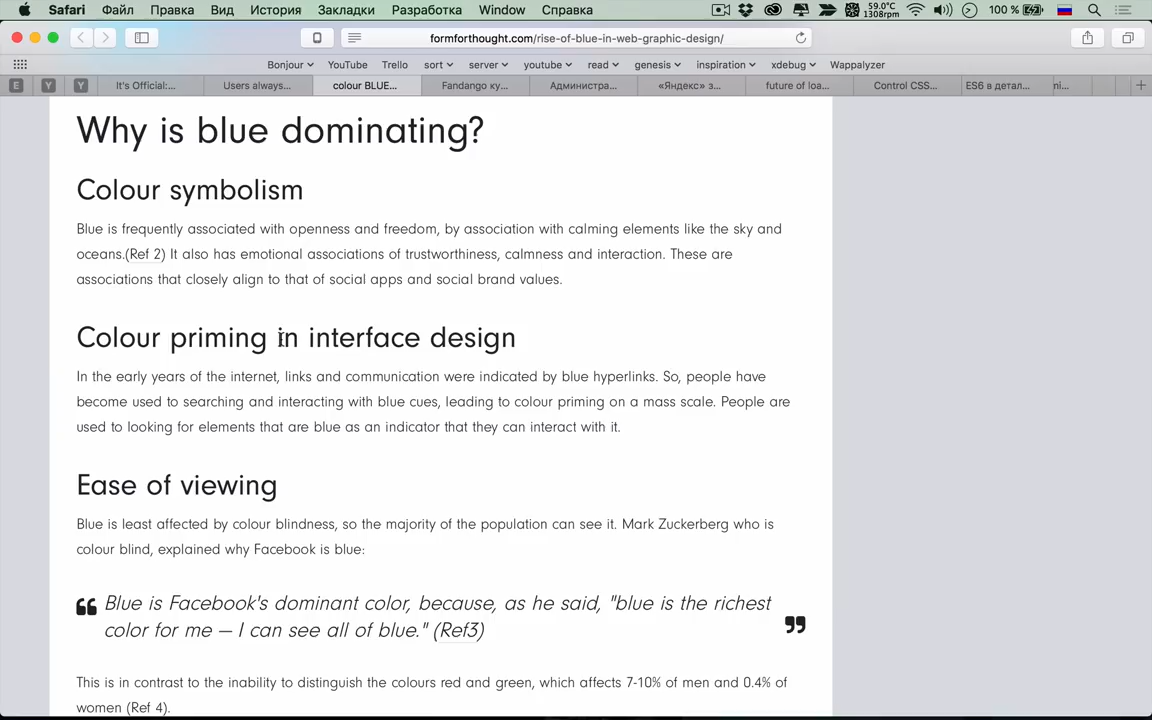 Safari Файл Правка Вид История Закладки Разработка Window Справка 59.0°C 1308rpm 100 %
formforthought.com/rise-of-blue-in-web-graphic-design/
Bonjour YouTube Trello sort server youtube read genesis inspiration xdebug Wappalyzer
E Y Y It's Official:... Users always... colour BLUE... Fandango ку... Администра... «Яндекс» з... future of loa... Control CSS... ES6 в детал... ni...
Why is blue dominating?
Colour symbolism
Blue is frequently associated with openness and freedom, by association with calming elements like the sky and
oceans.(Ref 2) It also has emotional associations of trustworthiness, calmness and interaction. These are
associations that closely align to that of social apps and social brand values.
Colour priming in interface design
In the early years of the internet, links and communication were indicated by blue hyperlinks. So, people have
become used to searching and interacting with blue cues, leading to colour priming on a mass scale. People are
used to looking for elements that are blue as an indicator that they can interact with it.
Ease of viewing
Blue is least affected by colour blindness, so the majority of the population can see it. Mark Zuckerberg who is
colour blind, explained why Facebook is blue:
“ Blue is Facebook's dominant color, because, as he said, "blue is the richest
color for me – I can see all of blue." (Ref3) ”
This is in contrast to the inability to distinguish the colours red and green, which affects 7-10% of men and 0.4% of
women (Ref 4).